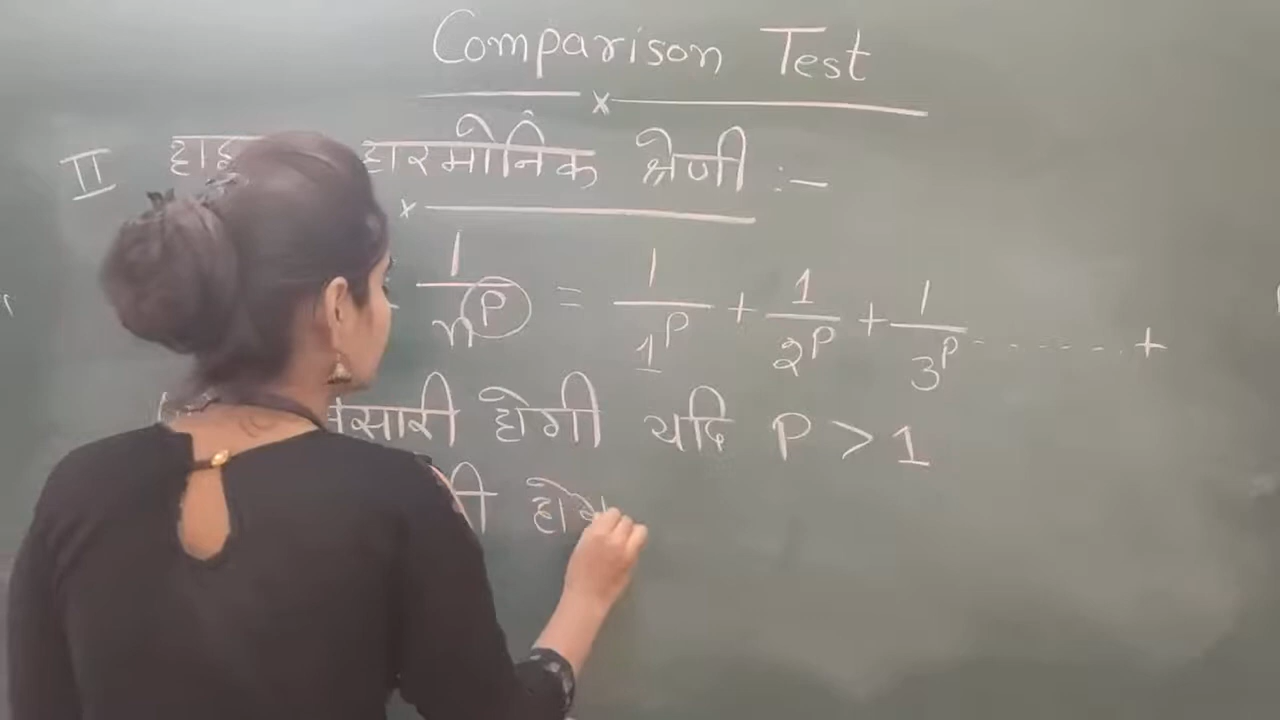 Comparison Test
II हारमौनिक श्रेणी :-
1/n^P = 1/1^P + 1/2^P + 1/3^P ....... +
होगी यदि P > 1